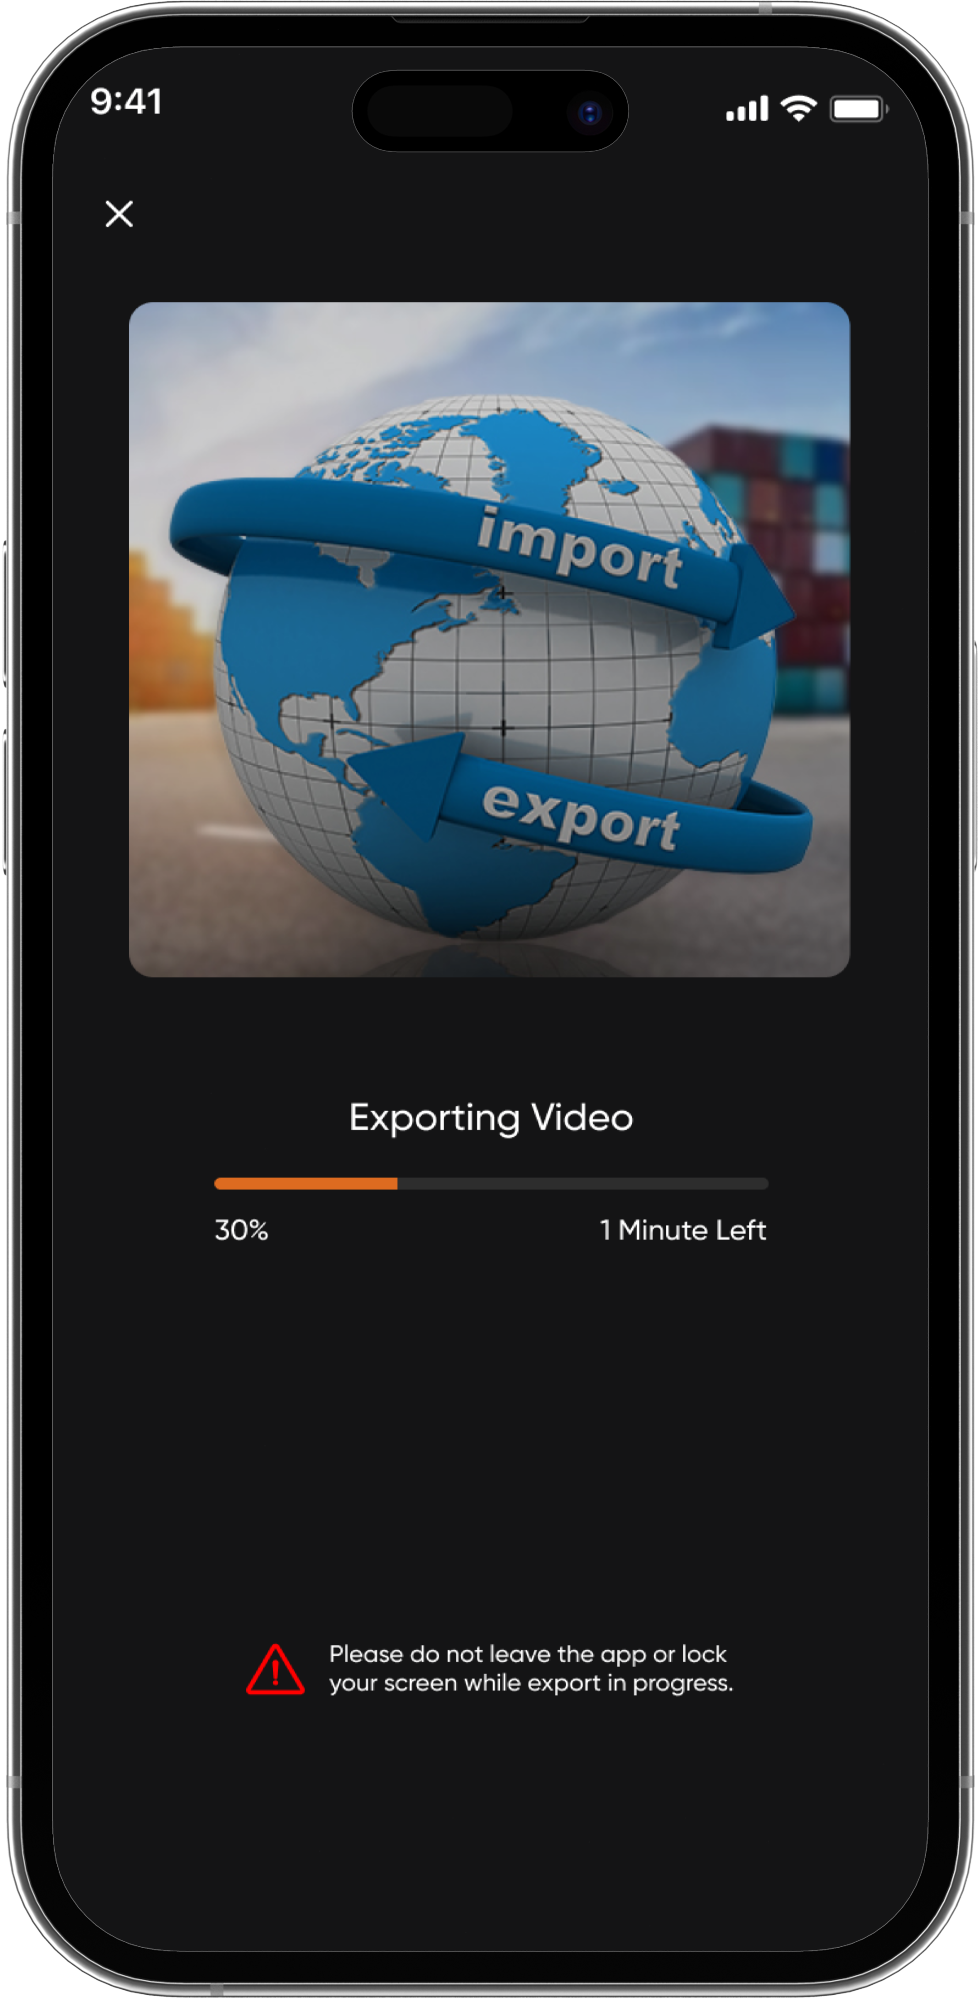 9:41
import
export
Exporting Video
30%
1 Minute Left
Please do not leave the app or lock
your screen while export in progress.